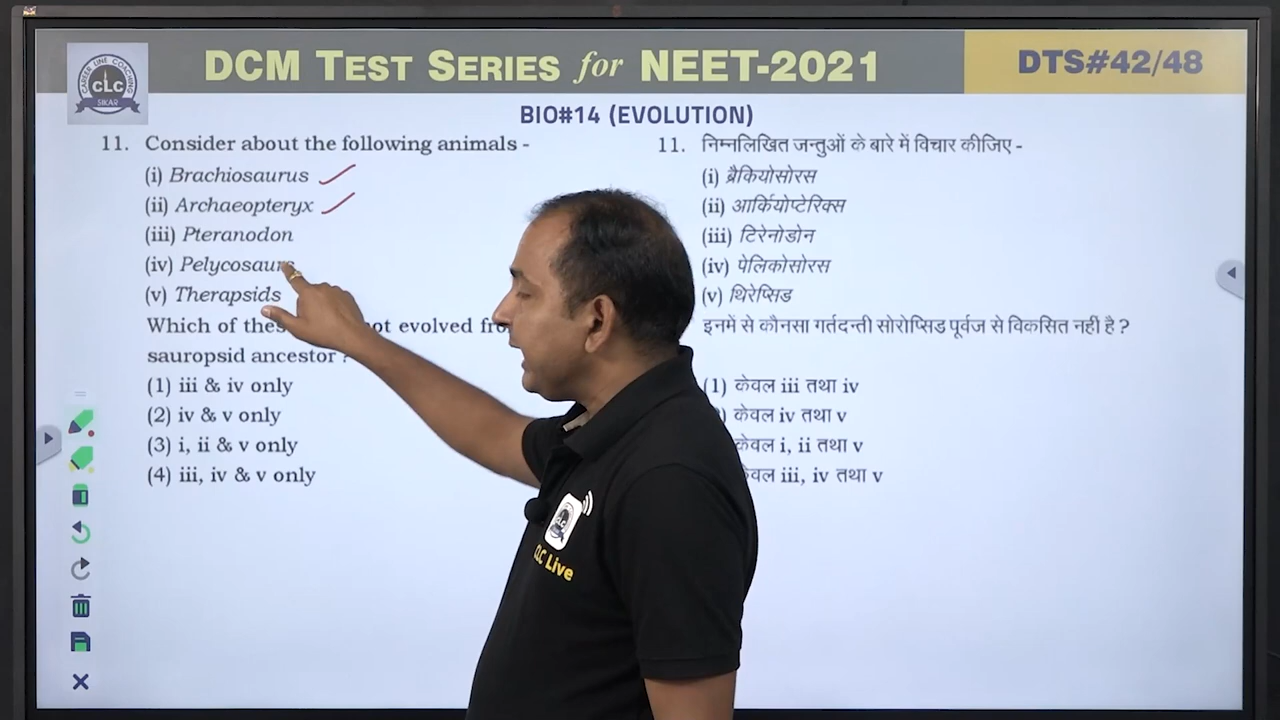 DCM TEST SERIES for NEET-2021
DTS#42/48
CAREER LINE COACHING
CLC
SIKAR
BIO#14 (EVOLUTION)
11. Consider about the following animals -
(i) Brachiosaurus
(ii) Archaeopteryx
(iii) Pteranodon
(iv) Pelycosaurs
(v) Therapsids
Which of not evolved
sauropsid ancestor ?
(1) iii & iv only
(2) iv & v only
(3) i, ii & v only
(4) iii, iv & v only
11. निम्नलिखित जन्तुओं के बारे में विचार कीजिए -
(i) ब्रैकियोसोरस
(ii) आर्कियोप्टेरिक्स
(iii) टिरेनोडोन
(iv) पेलिकोसोरस
(v) थिरेप्सिड
इनमें से कौनसा गर्तदन्ती सोरोप्सिड पूर्वज से विकसित नहीं है ?
(1) केवल iii तथा iv
केवल iv तथा v
केवल i, ii तथा v
केवल iii, iv तथा v
CLC Live